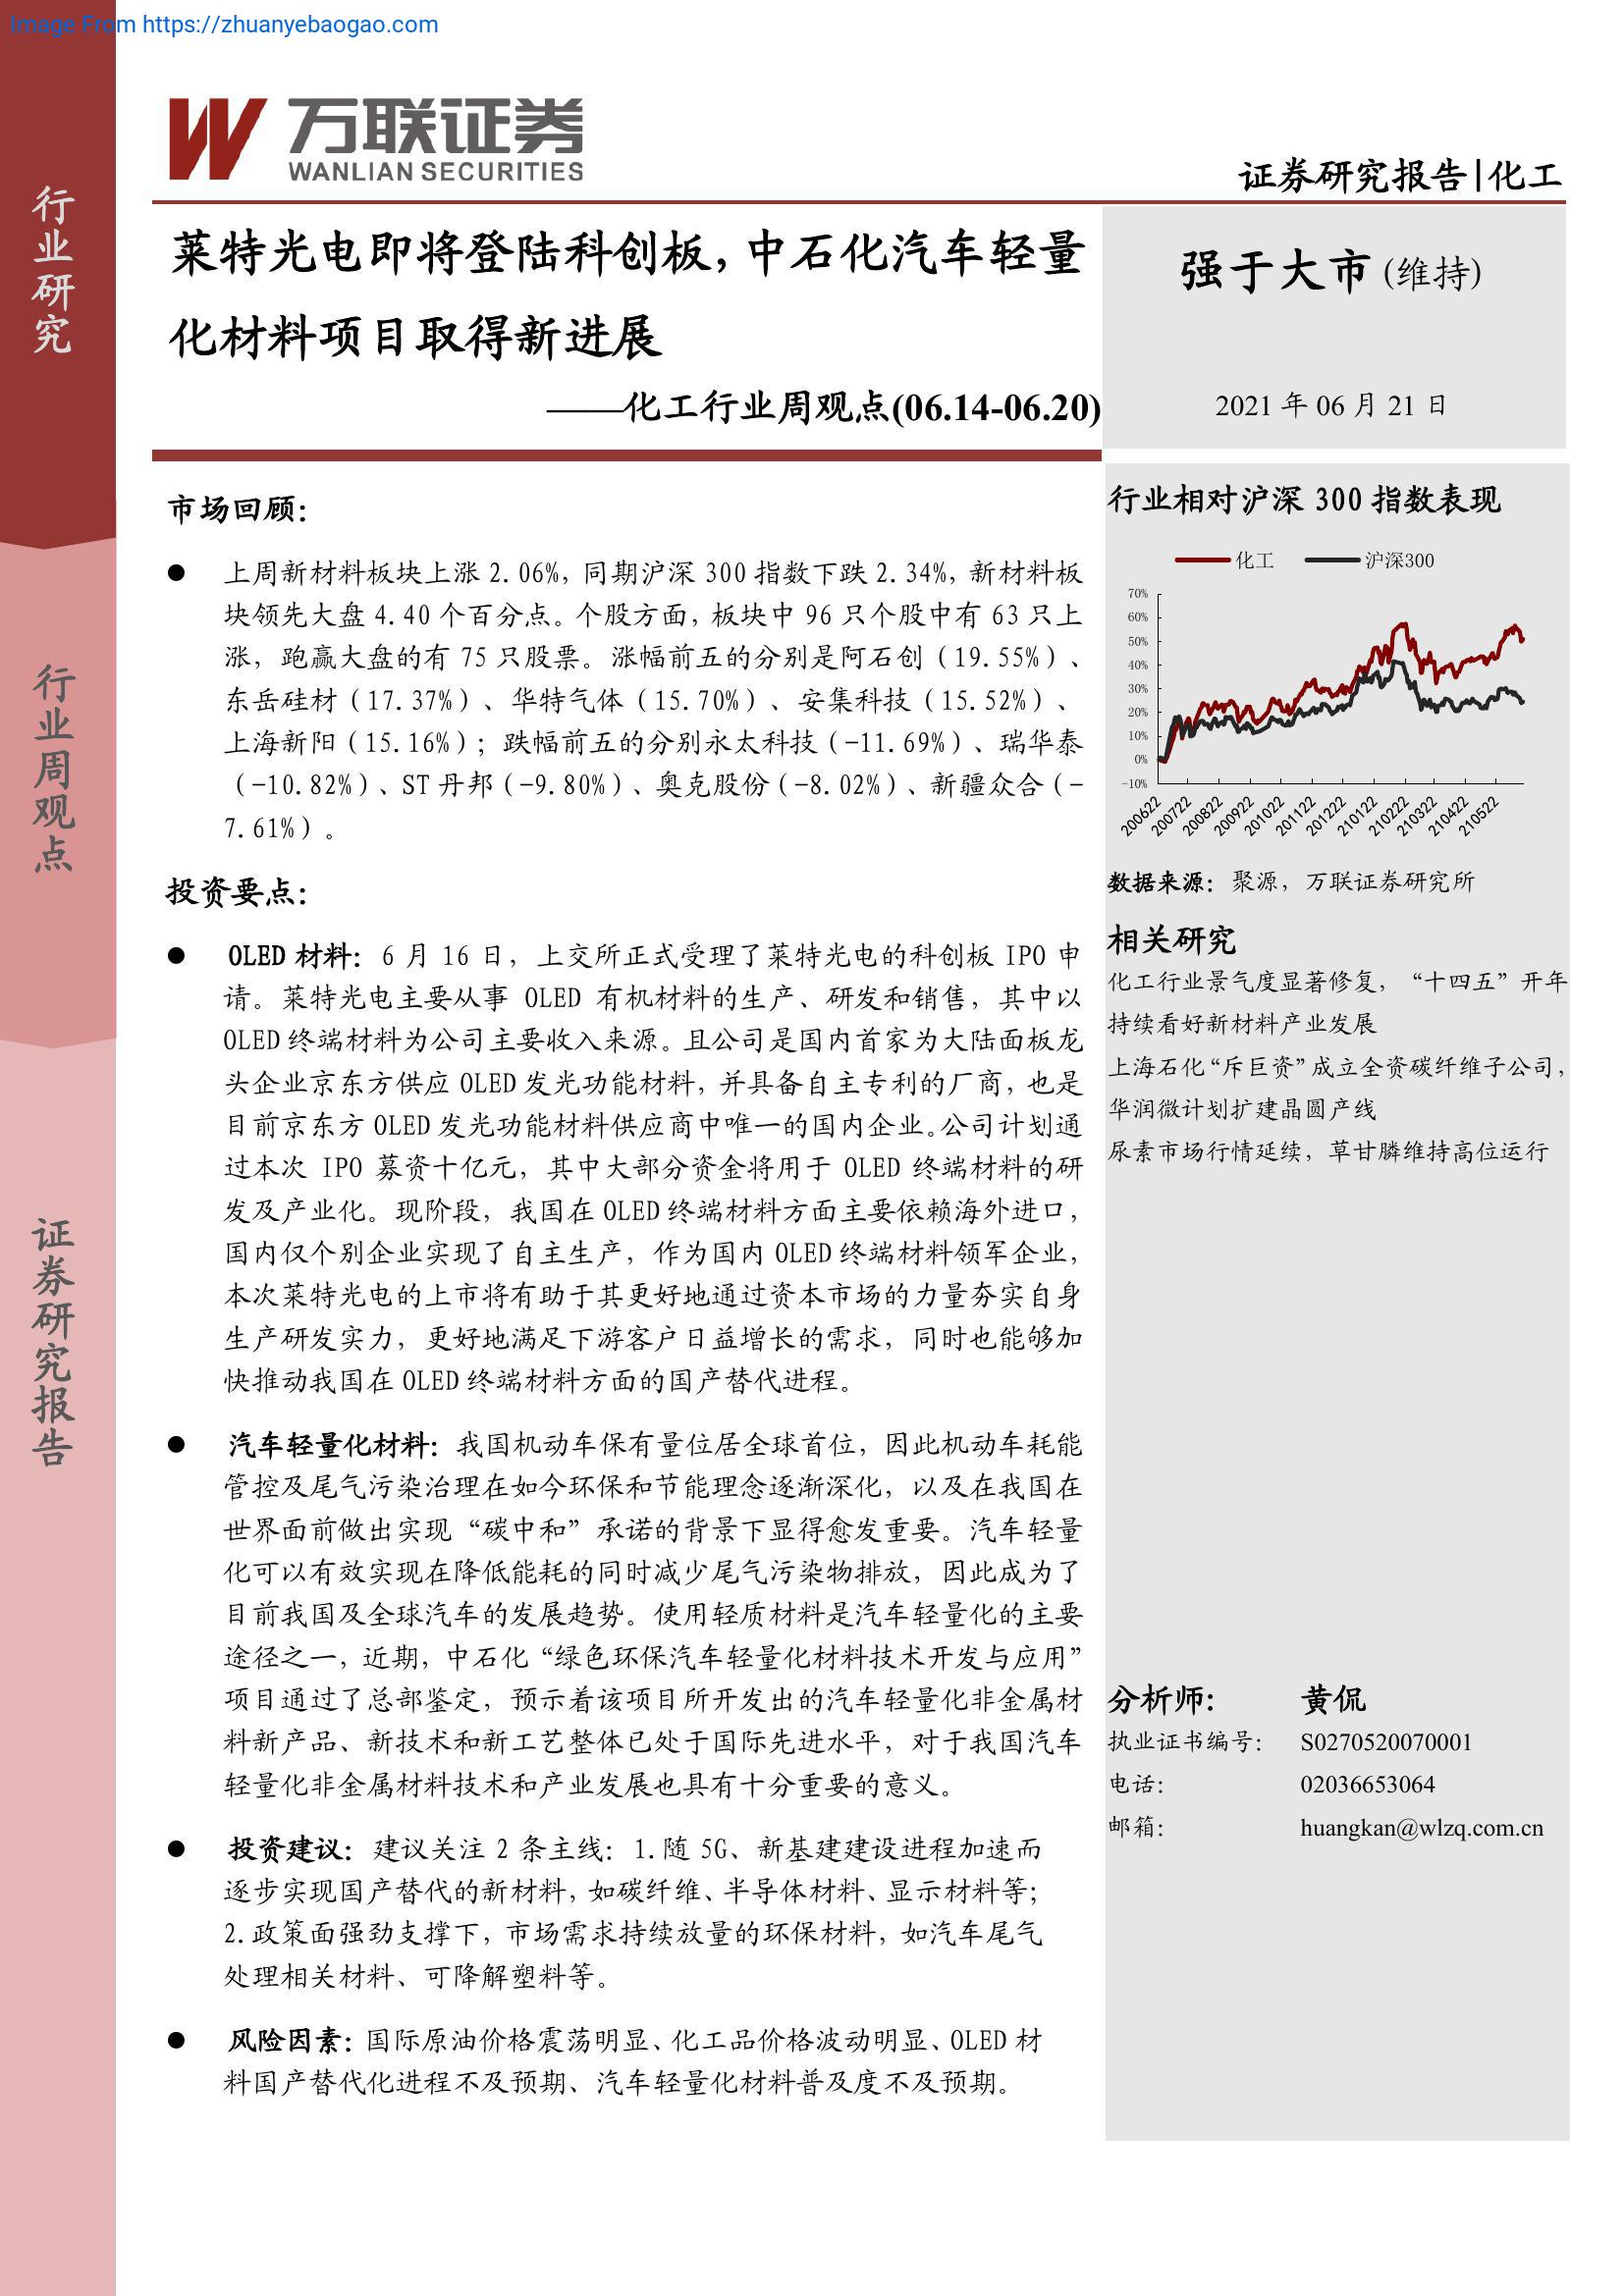 Image From https://zhuanyebaogao.com
万联证券
WANLIAN SECURITIES
证券研究报告|化工
行业研究
行业周观点
证券研究报告
莱特光电即将登陆科创板，中石化汽车轻量
化材料项目取得新进展
——化工行业周观点(06.14-06.20)
强于大市(维持)
2021 年 06 月 21 日
市场回顾：
● 上周新材料板块上涨 2.06%，同期沪深 300 指数下跌 2.34%，新材料板
块领先大盘 4.40 个百分点。个股方面，板块中 96 只个股中有 63 只上
涨，跑赢大盘的有 75 只股票。涨幅前五的分别是阿石创（19.55%）、
东岳硅材（17.37%）、华特气体（15.70%）、安集科技（15.52%）、
上海新阳（15.16%）；跌幅前五的分别永太科技（-11.69%）、瑞华泰
（-10.82%）、ST 丹邦（-9.80%）、奥克股份（-8.02%）、新疆众合（-
7.61%）。
投资要点：
● OLED 材料：6 月 16 日，上交所正式受理了莱特光电的科创板 IPO 申
请。莱特光电主要从事 OLED 有机材料的生产、研发和销售，其中以
OLED 终端材料为公司主要收入来源。且公司是国内首家为大陆面板龙
头企业京东方供应 OLED 发光功能材料，并具备自主专利的厂商，也是
目前京东方 OLED 发光功能材料供应商中唯一的国内企业。公司计划通
过本次 IPO 募资十亿元，其中大部分资金将用于 OLED 终端材料的研
发及产业化。现阶段，我国在 OLED 终端材料方面主要依赖海外进口，
国内仅个别企业实现了自主生产，作为国内 OLED 终端材料领军企业，
本次莱特光电的上市将有助于其更好地通过资本市场的力量夯实自身
生产研发实力，更好地满足下游客户日益增长的需求，同时也能够加
快推动我国在 OLED 终端材料方面的国产替代进程。
● 汽车轻量化材料：我国机动车保有量位居全球首位，因此机动车耗能
管控及尾气污染治理在如今环保和节能理念逐渐深化，以及在我国在
世界面前做出实现“碳中和”承诺的背景下显得愈发重要。汽车轻量
化可以有效实现在降低能耗的同时减少尾气污染物排放，因此成为了
目前我国及全球汽车的发展趋势。使用轻质材料是汽车轻量化的主要
途径之一，近期，中石化“绿色环保汽车轻量化材料技术开发与应用”
项目通过了总部鉴定，预示着该项目所开发出的汽车轻量化非金属材
料新产品、新技术和新工艺整体已处于国际先进水平，对于我国汽车
轻量化非金属材料技术和产业发展也具有十分重要的意义。
● 投资建议：建议关注 2 条主线：1.随 5G、新基建建设进程加速而
逐步实现国产替代的新材料，如碳纤维、半导体材料、显示材料等；
2.政策面强劲支撑下，市场需求持续放量的环保材料，如汽车尾气
处理相关材料、可降解塑料等。
● 风险因素：国际原油价格震荡明显、化工品价格波动明显、OLED 材
料国产替代化进程不及预期、汽车轻量化材料普及度不及预期。
行业相对沪深 300 指数表现
化工 沪深300
70%
60%
50%
40%
30%
20%
10%
0%
-10%
200622 200722 200822 200922 201022 201122 201222 210122 210222 210322 210422 210522
数据来源：聚源，万联证券研究所
相关研究
化工行业景气度显著修复，“十四五”开年
持续看好新材料产业发展
上海石化“斥巨资”成立全资碳纤维子公司，
华润微计划扩建晶圆产线
尿素市场行情延续，草甘膦维持高位运行
分析师： 黄侃
执业证书编号： S0270520070001
电话： 02036653064
邮箱： huangkan@wlzq.com.cn